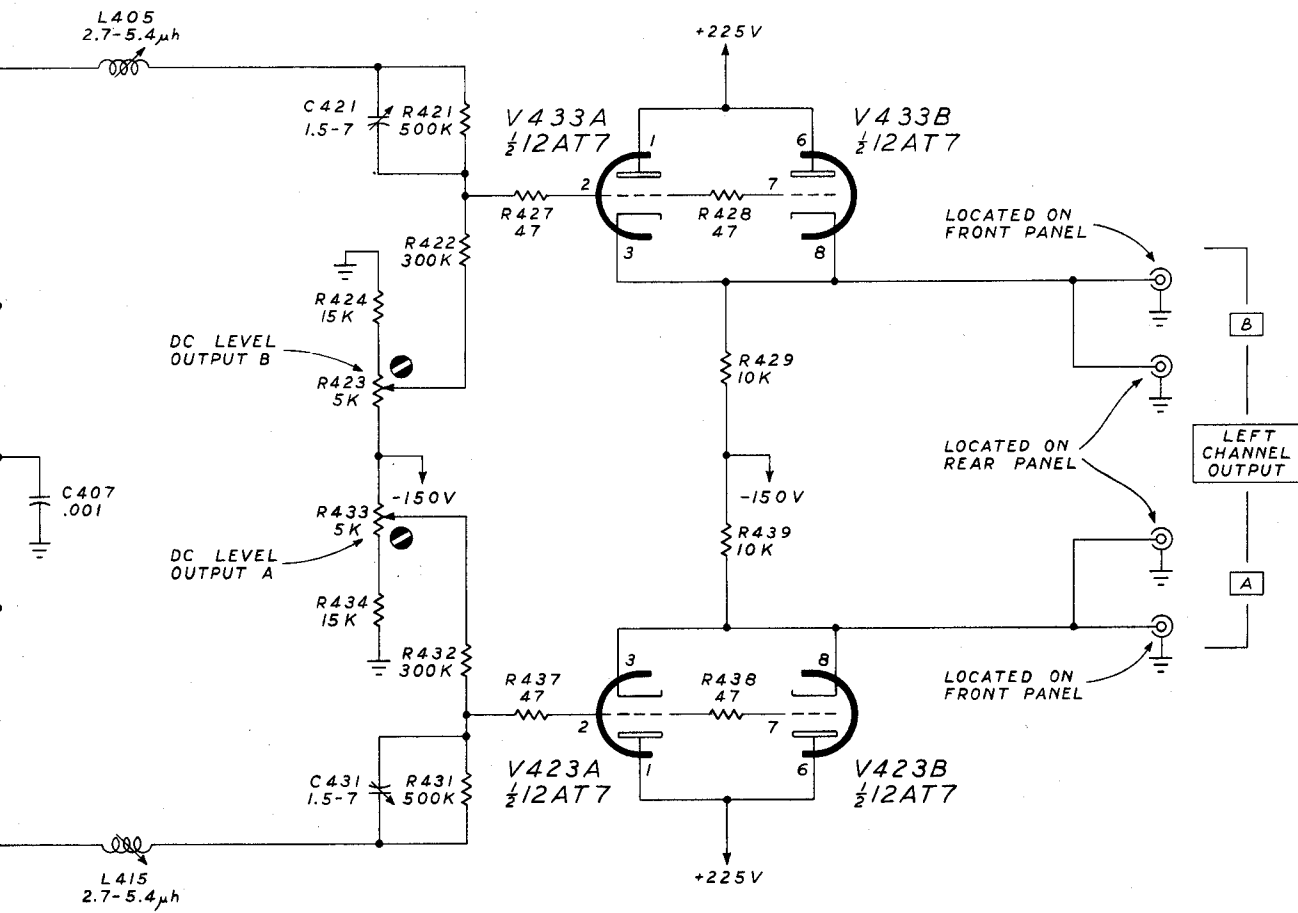 L405
2.7-5.4µh
+225V
C421
1.5-7
R421
500K
V433A
½12AT7
V433B
½12AT7
1
6
2
R427
47
R428
47
7
3
8
R422
300K
LOCATED ON
FRONT PANEL
R424
15K
DC LEVEL
OUTPUT B
R423
5K
R429
10K
B
C407
.001
-150V
-150V
LOCATED ON
REAR PANEL
LEFT
CHANNEL
OUTPUT
R433
5K
R439
10K
DC LEVEL
OUTPUT A
A
R434
15K
R432
300K
3
8
R437
47
R438
47
LOCATED ON
FRONT PANEL
2
7
1
6
C431
1.5-7
R431
500K
V423A
½12AT7
V423B
½12AT7
L415
2.7-5.4µh
+225V